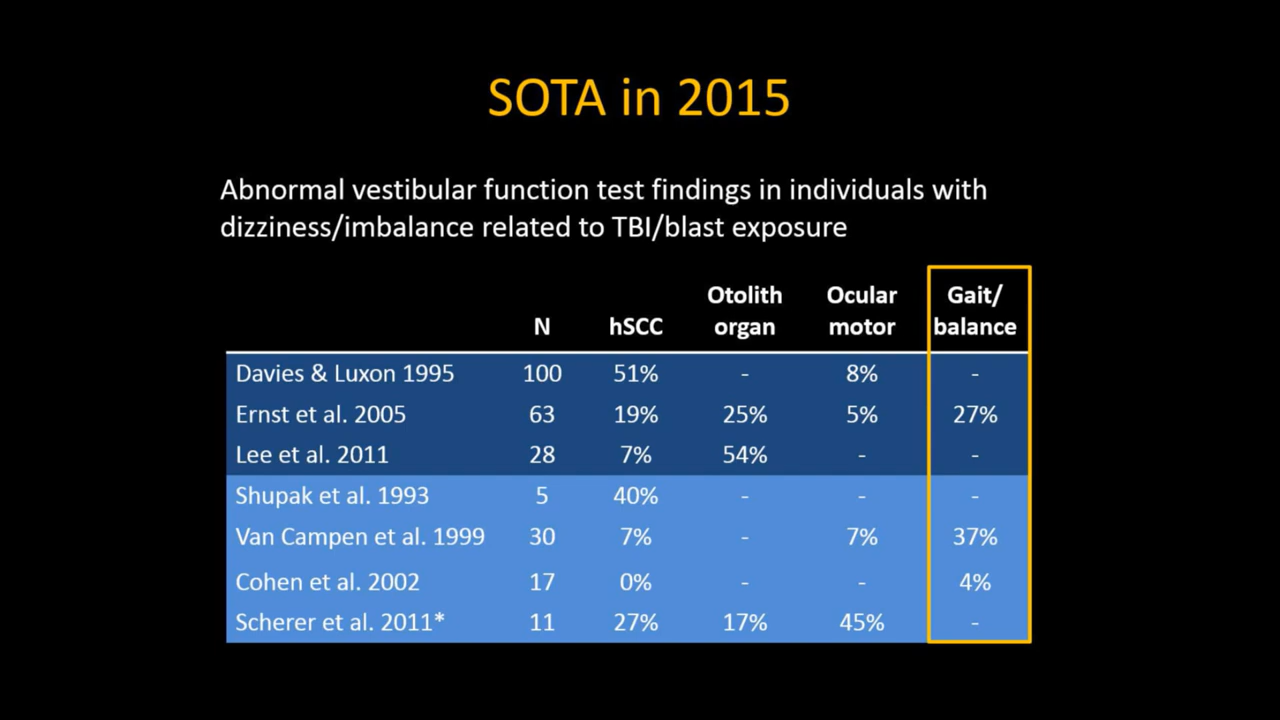 SOTA in 2015
Abnormal vestibular function test findings in individuals with
dizziness/imbalance related to TBI/blast exposure
N hSCC Otolith organ Ocular motor Gait/ balance
Davies & Luxon 1995 100 51% - 8% -
Ernst et al. 2005 63 19% 25% 5% 27%
Lee et al. 2011 28 7% 54% - -
Shupak et al. 1993 5 40% - - -
Van Campen et al. 1999 30 7% - 7% 37%
Cohen et al. 2002 17 0% - - 4%
Scherer et al. 2011* 11 27% 17% 45% -